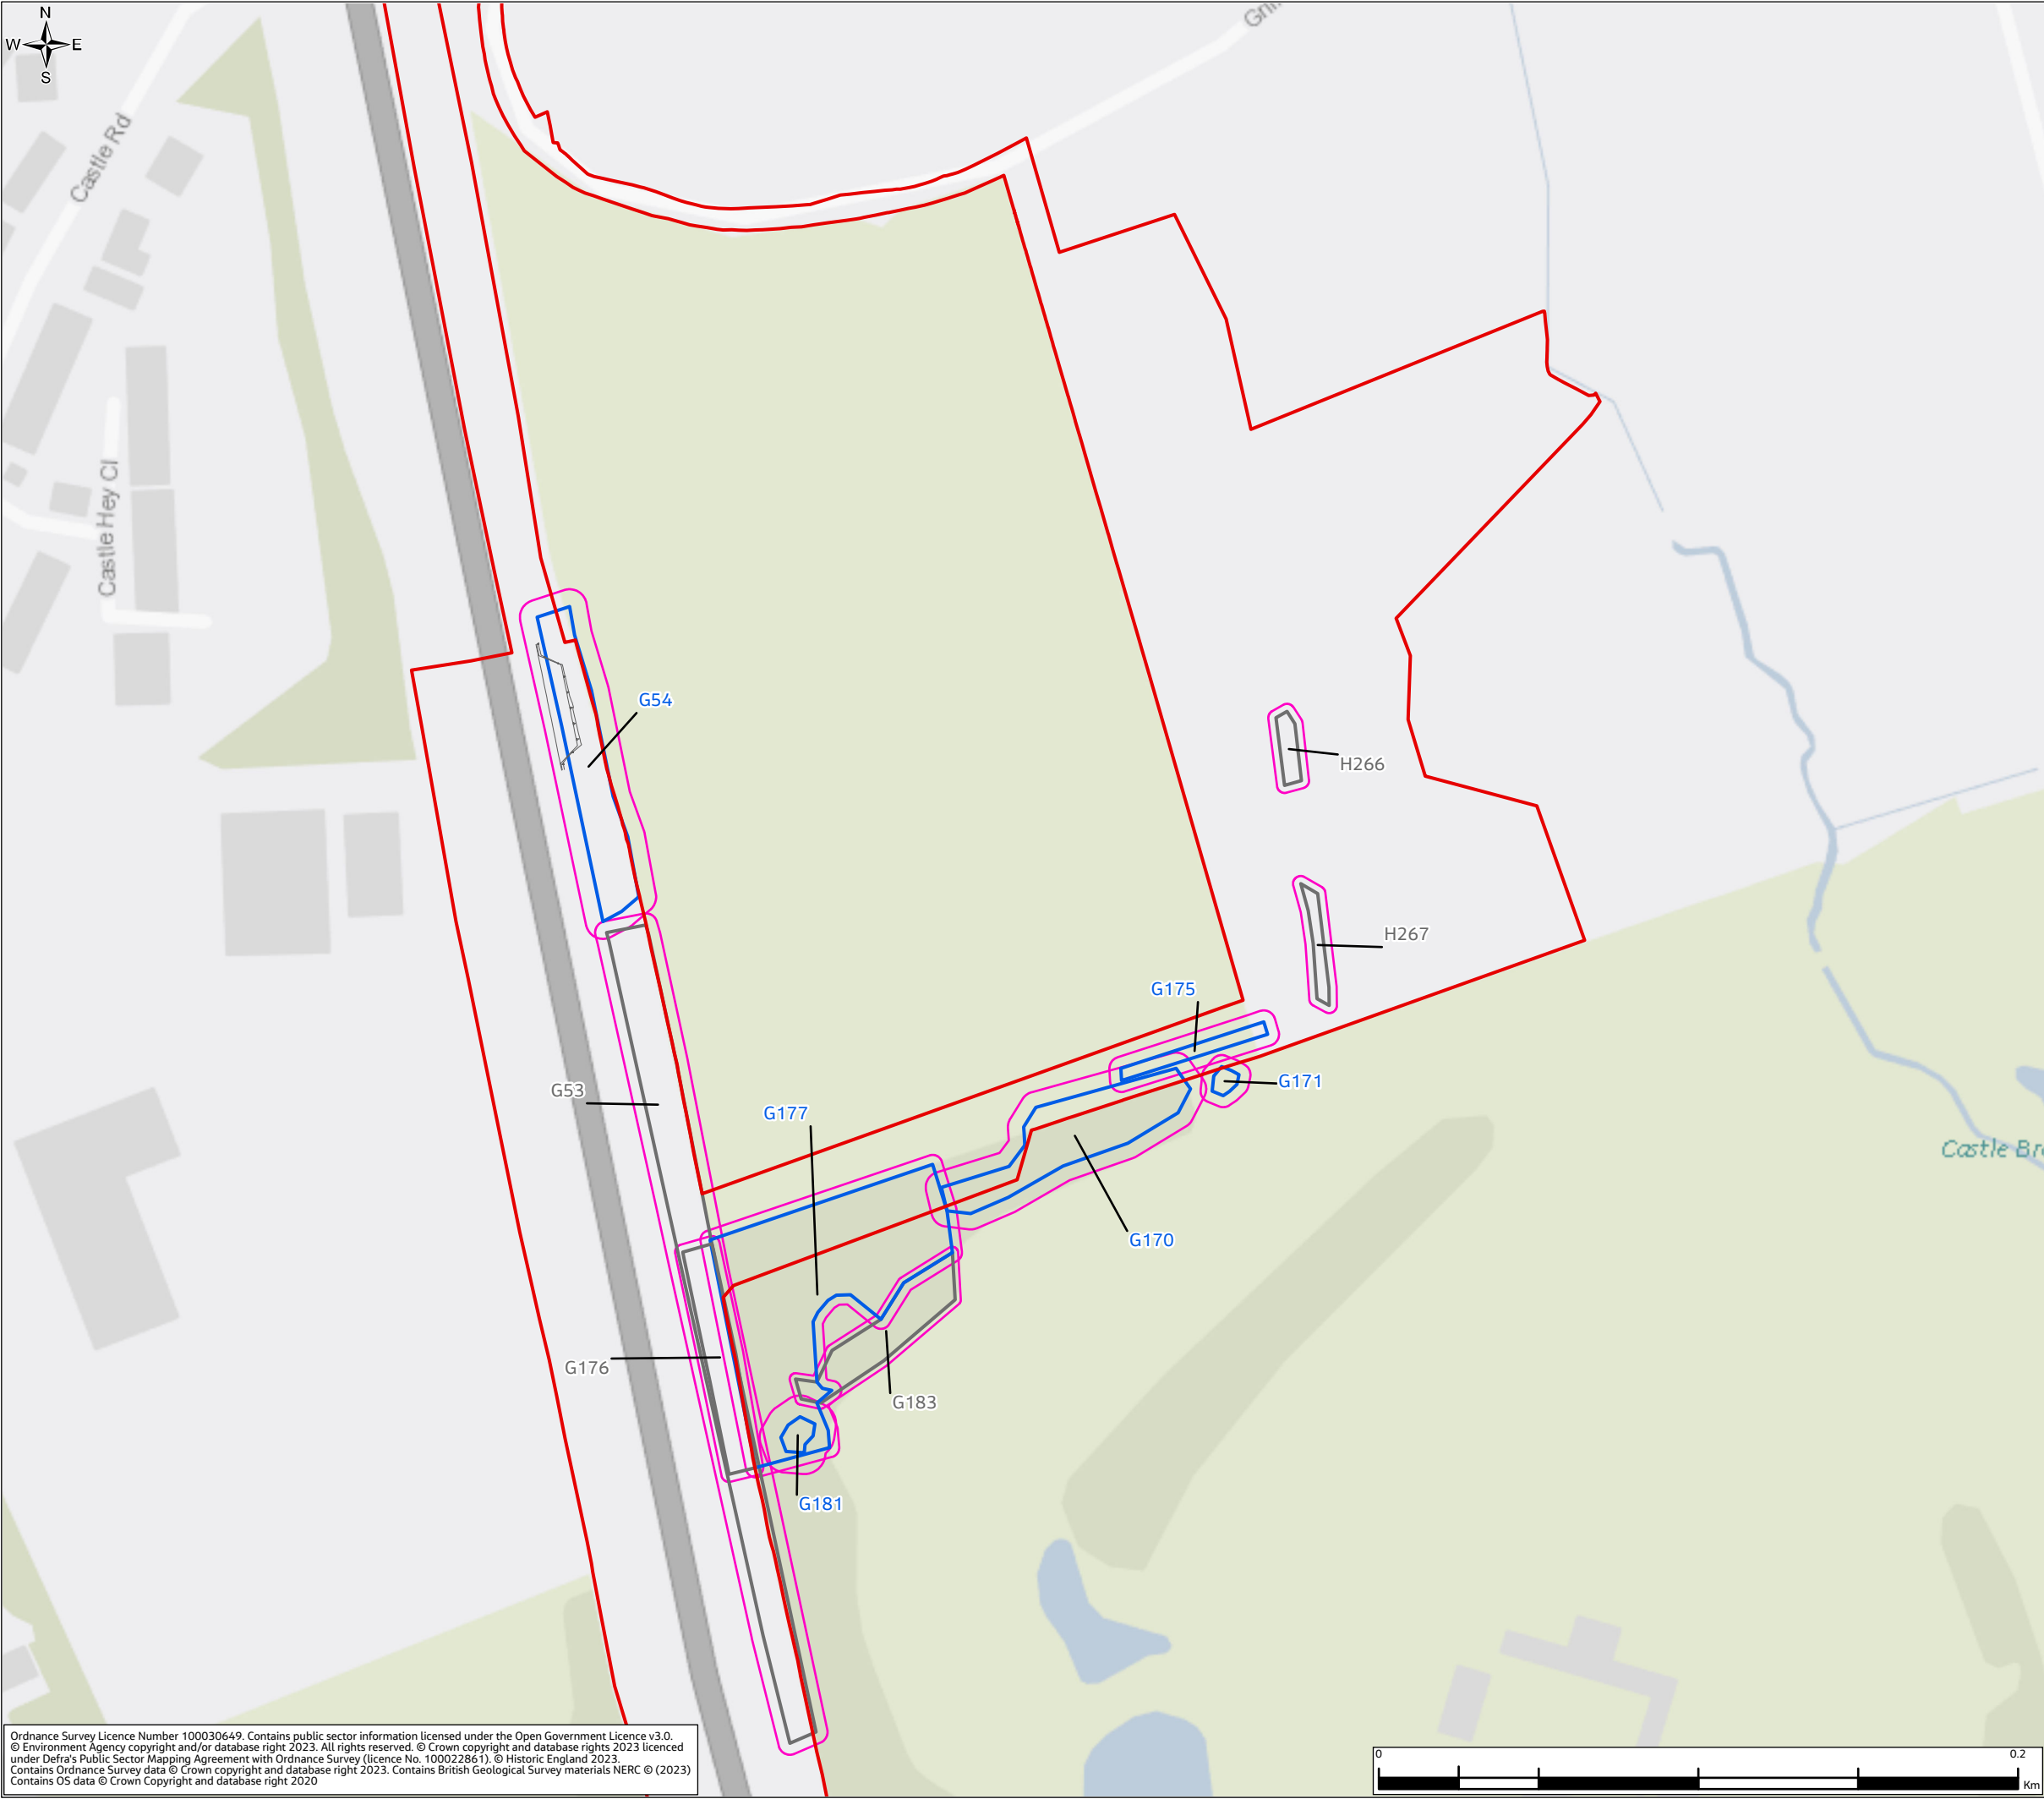 N
W E
S
Castle Rd
Castle Hey Cl
G54
H266
H267
G175
G53
G171
G177
G170
Castle Br
G176
G183
G181
Ordnance Survey Licence Number 100030649. Contains public sector information licensed under the Open Government Licence v3.0.
© Environment Agency copyright and/or database right 2023. All rights reserved. © Crown copyright and database rights 2023 licenced
under Defra's Public Sector Mapping Agreement with Ordnance Survey (licence No. 100022861). © Historic England 2023.
Contains Ordnance Survey data © Crown copyright and database right 2023. Contains British Geological Survey materials NERC © (2023)
Contains OS data © Crown Copyright and database right 2020
0 0.2
Km